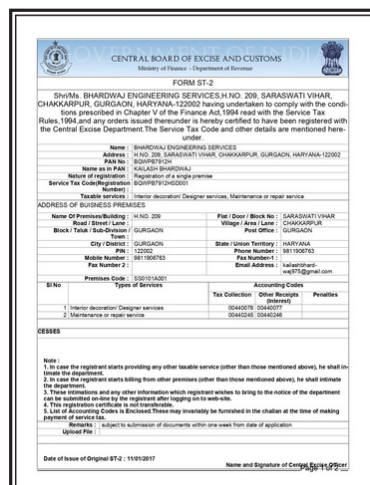 GOVERNMENT OF INDIA
CENTRAL BOARD OF EXCISE AND CUSTOMS
Ministry of Finance - Department of Revenue
FORM ST-2
Shri/Ms. BHARDWAJ ENGINEERING SERVICES,H.NO. 209, SARASWATI VIHAR,
CHAKKARPUR, GURGAON, HARYANA-122002 having undertaken to comply with the condi-
tions prescribed in Chapter V of the Finance Act,1994 read with the Service Tax
Rules,1994,and any orders issued thereunder is hereby certified to have been registered with
the Central Excise Department.The Service Tax Code and other details are mentioned here-
under.
Name : BHARDWAJ ENGINEERING SERVICES
Address : H.NO. 209, SARASWATI VIHAR, CHAKKARPUR, GURGAON, HARYANA-122002
PAN No : BQWPB7912H
Name as in PAN : KAILASH BHARDWAJ
Nature of registration : Registration of a single premise
Service Tax Code(Registration Number) : BQWPB7912HSD001
Taxable services : Interior decoration/ Designer services, Maintenance or repair service
ADDRESS OF BUSINESS PREMISES
Name Of Premises/Building : H.NO. 209 Flat / Door / Block No : SARASWATI VIHAR
Road / Street / Lane : Village / Area / Lane : CHAKKARPUR
Block / Taluk / Sub-Division / Town : GURGAON Post Office : GURGAON
City / District : GURGAON State / Union Territory : HARYANA
PIN : 122002 Phone Number : 9811908763
Mobile Number : 9811908763 Fax Number-1 :
Fax Number 2 : Email Address : kailashbhard-
waj975@gmail.com
Premises Code : SS0101A001
Sl No Types of Services Accounting Codes
Tax Collection Other Receipts (Interest) Penalties
1 Interior decoration/ Designer services 00440076 00440077
2 Maintenance or repair service 00440245 00440246
CESSES
Note :
1. In case the registrant starts providing any other taxable service (other than those mentioned above), he shall in-
timate the department.
2. In case the registrant starts billing from other premises (other than those mentioned above), he shall intimate
the department.
3. These intimations and any other information which registrant wishes to bring to the notice of the department
can be submitted on-line by the registrant after logging on to web-site.
4. This registration certificate is not transferable.
5. List of Accounting Codes is Enclosed.These may invariably be furnished in the challan at the time of making
payment of service tax.
Remarks : subject to submission of documents within one week from date of application
Upload File :
Date of Issue of Original ST-2 : 11/01/2017
Name and Signature of Central Excise Officer
Page 1 of 2